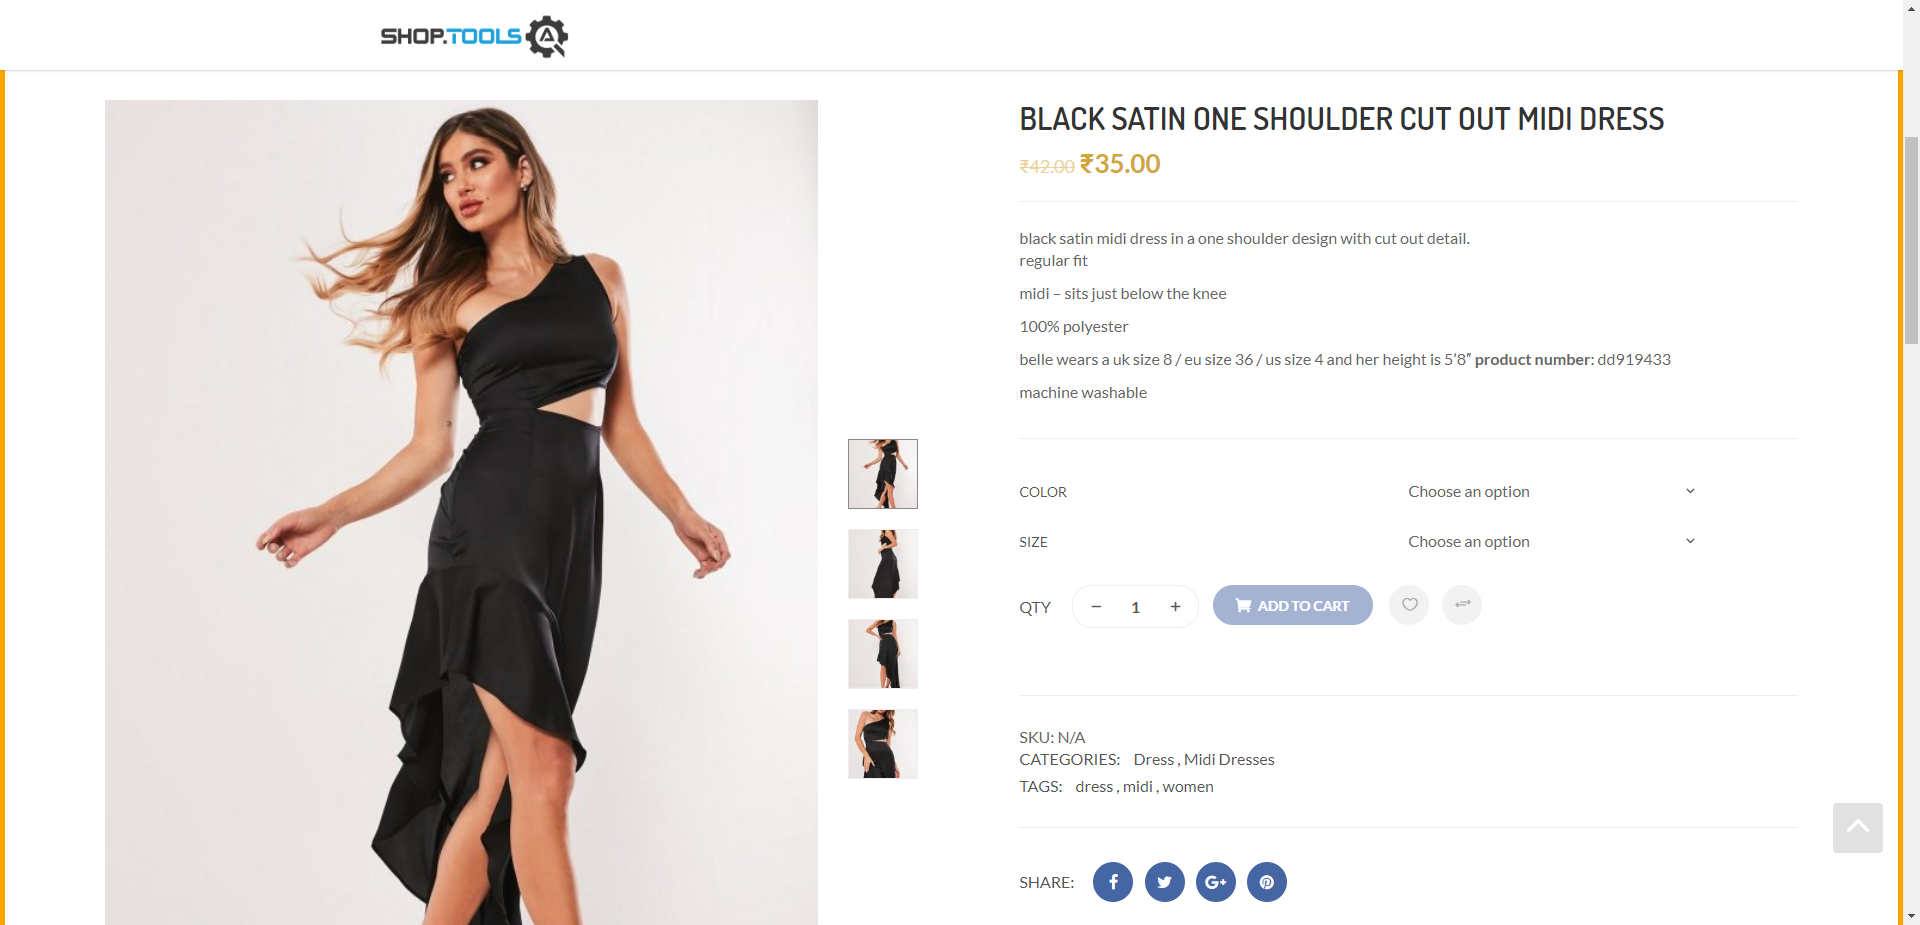 SHOP.TOOLS
BLACK SATIN ONE SHOULDER CUT OUT MIDI DRESS
₹42.00 ₹35.00
black satin midi dress in a one shoulder design with cut out detail.
regular fit
midi – sits just below the knee
100% polyester
belle wears a uk size 8 / eu size 36 / us size 4 and her height is 5’8″ product number: dd919433
machine washable
COLOR Choose an option
SIZE Choose an option
QTY − 1 + ADD TO CART
SKU: N/A
CATEGORIES: Dress , Midi Dresses
TAGS: dress , midi , women
SHARE: